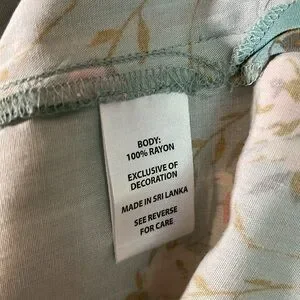 BODY:
100% RAYON
EXCLUSIVE OF
DECORATION
MADE IN SRI LANKA
SEE REVERSE
FOR CARE